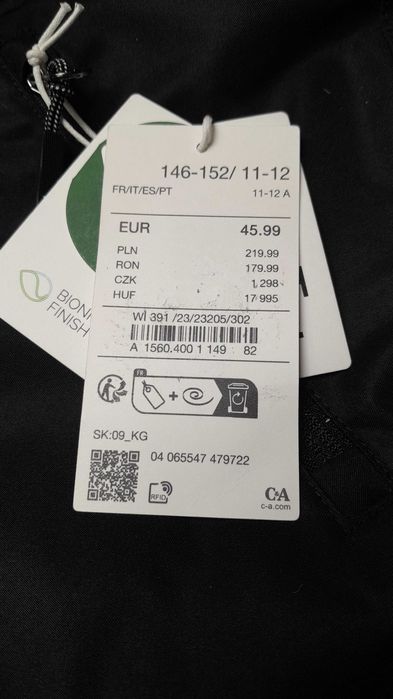 146-152/ 11-12
FR/IT/ES/PT 11-12 A
EUR 45.99
PLN 219.99
RON 179.99
CZK 1 298
HUF 17 995
WI 391 /23/23205/302
A 1560.400 1 149 82
FR
SK:09_KG
04 065547 479722
RFID
C&A
c-a.com
BIONI
FINISH